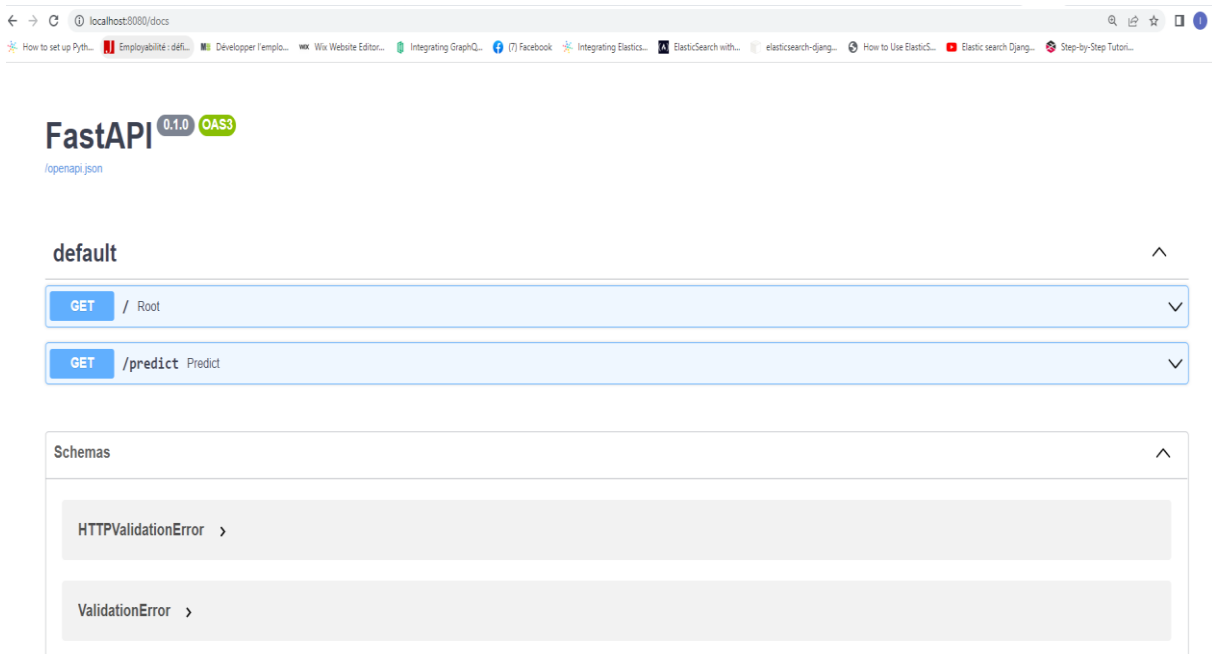 localhost:8080/docs
How to set up Pyth... Employabilité : défi... Développer l'emplo... WIX Wix Website Editor... Integrating GraphQ... (7) Facebook Integrating Elastics... ElasticSearch with... elasticsearch-djang... How to Use ElasticS... Elastic search Djang... Step-by-Step Tutori...
FastAPI 0.1.0 OAS3
/openapi.json
default
GET / Root
GET /predict Predict
Schemas
HTTPValidationError
ValidationError